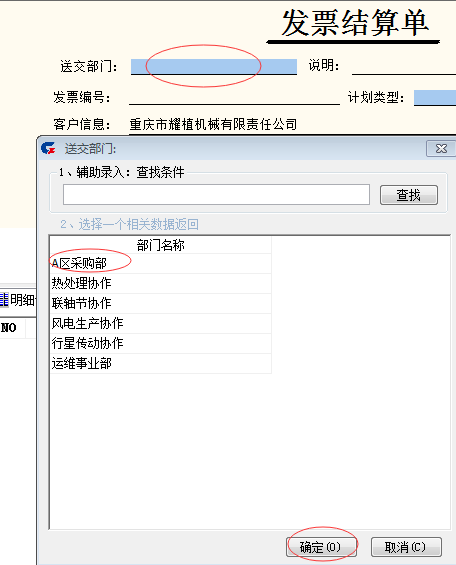 发票结算单
送交部门: 说明:
发票编号: 计划类型:
客户信息: 重庆市耀植机械有限责任公司
送交部门:
1、辅助录入: 查找条件
查找
2、选择一个相关数据返回
部门名称
A区采购部
热处理协作
联轴节协作
风电生产协作
行星传动协作
运维事业部
明细
NO
确定(O) 取消(C)